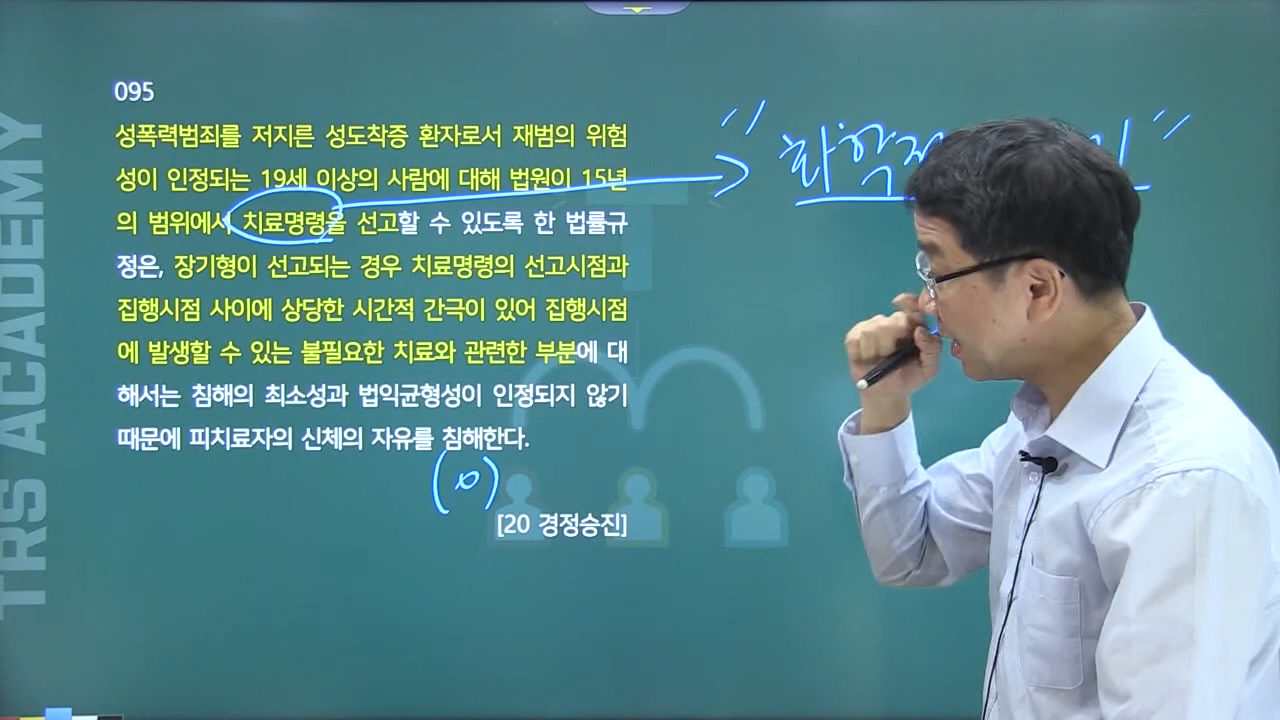 095
성폭력범죄를 저지른 성도착증 환자로서 재범의 위험
성이 인정되는 19세 이상의 사람에 대해 법원이 15년
의 범위에서 치료명령을 선고할 수 있도록 한 법률규
정은, 장기형이 선고되는 경우 치료명령의 선고시점과
집행시점 사이에 상당한 시간적 간극이 있어 집행시점
에 발생할 수 있는 불필요한 치료와 관련한 부분에 대
해서는 침해의 최소성과 법익균형성이 인정되지 않기
때문에 피치료자의 신체의 자유를 침해한다.
(O)
[20 경정승진]
"화학적
TRS ACADEMY